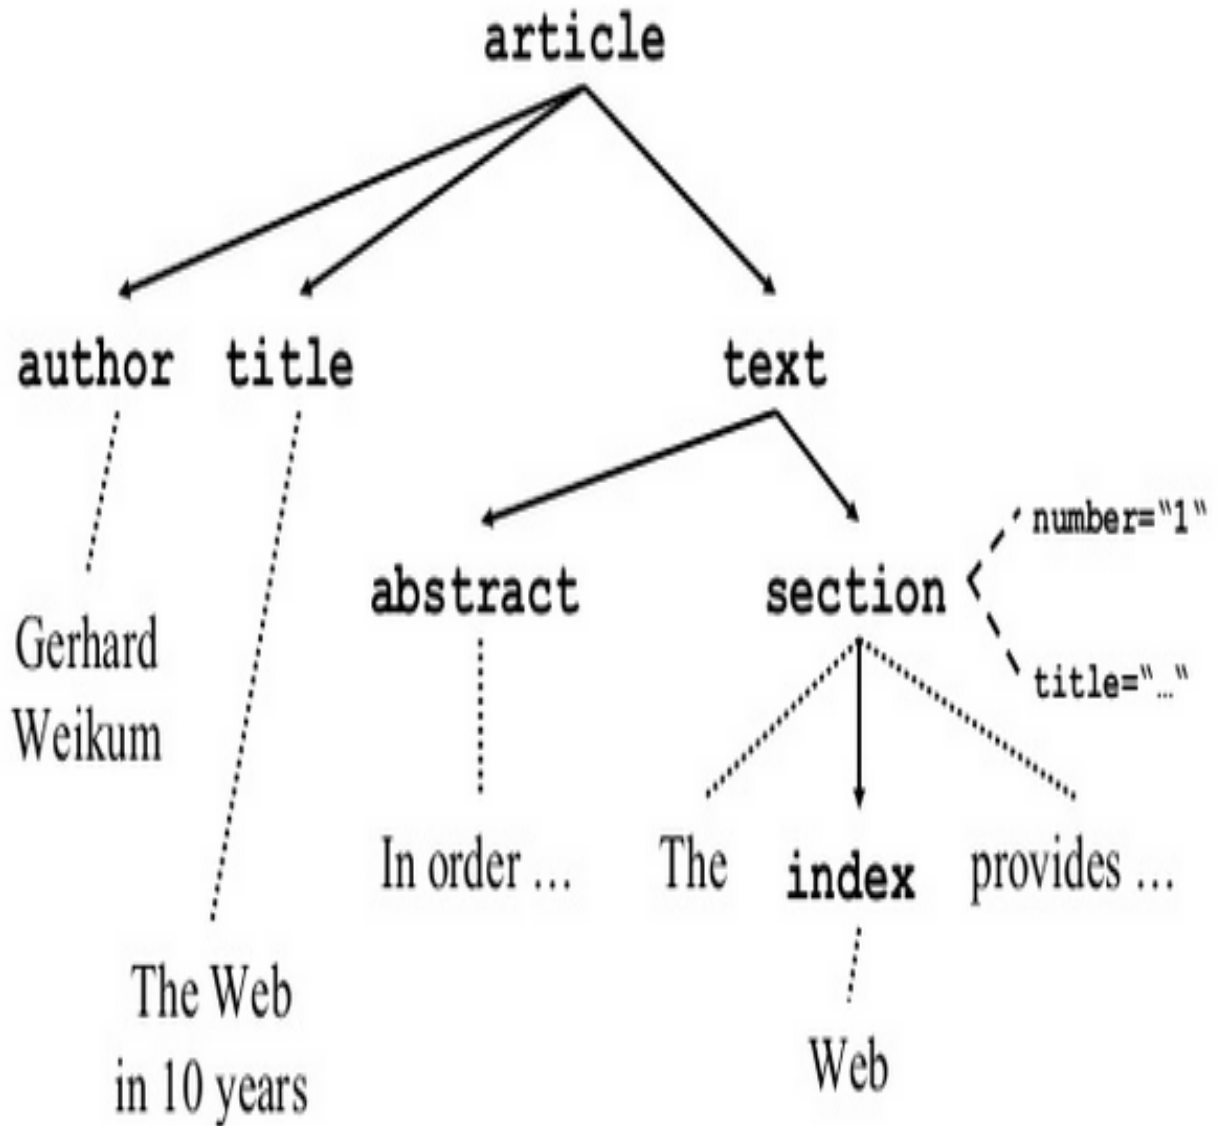 article
author title text
number="1"
abstract section
Gerhard
title="…"
Weikum
In order … The index provides …
The Web
Web
in 10 years